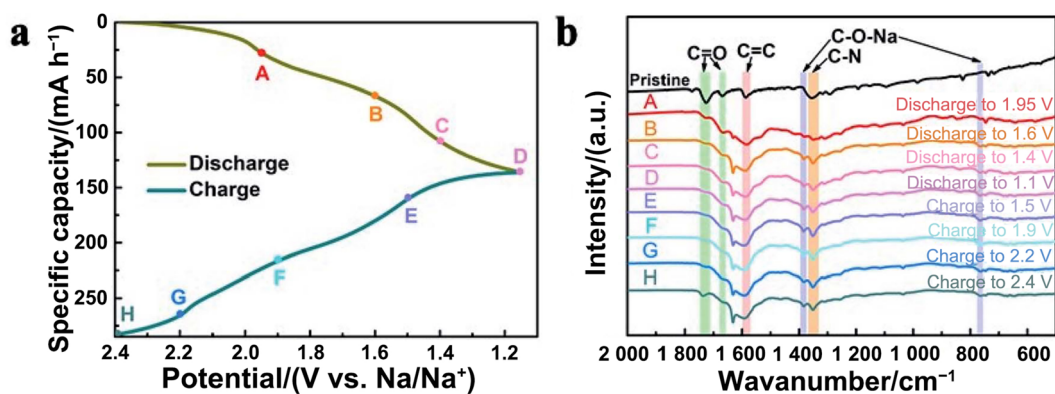 a
0
50
100
150
200
250
Specific capacity/(mA h⁻¹)
A
B
C
D
E
F
G
H
Discharge
Charge
2.4 2.2 2.0 1.8 1.6 1.4 1.2
Potential/(V vs. Na/Na⁺)
b
C=O C=C C-O-Na
C-N
Pristine
A Discharge to 1.95 V
B Discharge to 1.6 V
C Discharge to 1.4 V
D Discharge to 1.1 V
E Charge to 1.5 V
F Charge to 1.9 V
G Charge to 2.2 V
H Charge to 2.4 V
Intensity/(a.u.)
2 000 1 800 1 600 1 400 1 200 1 000 800 600
Wavanumber/cm⁻¹